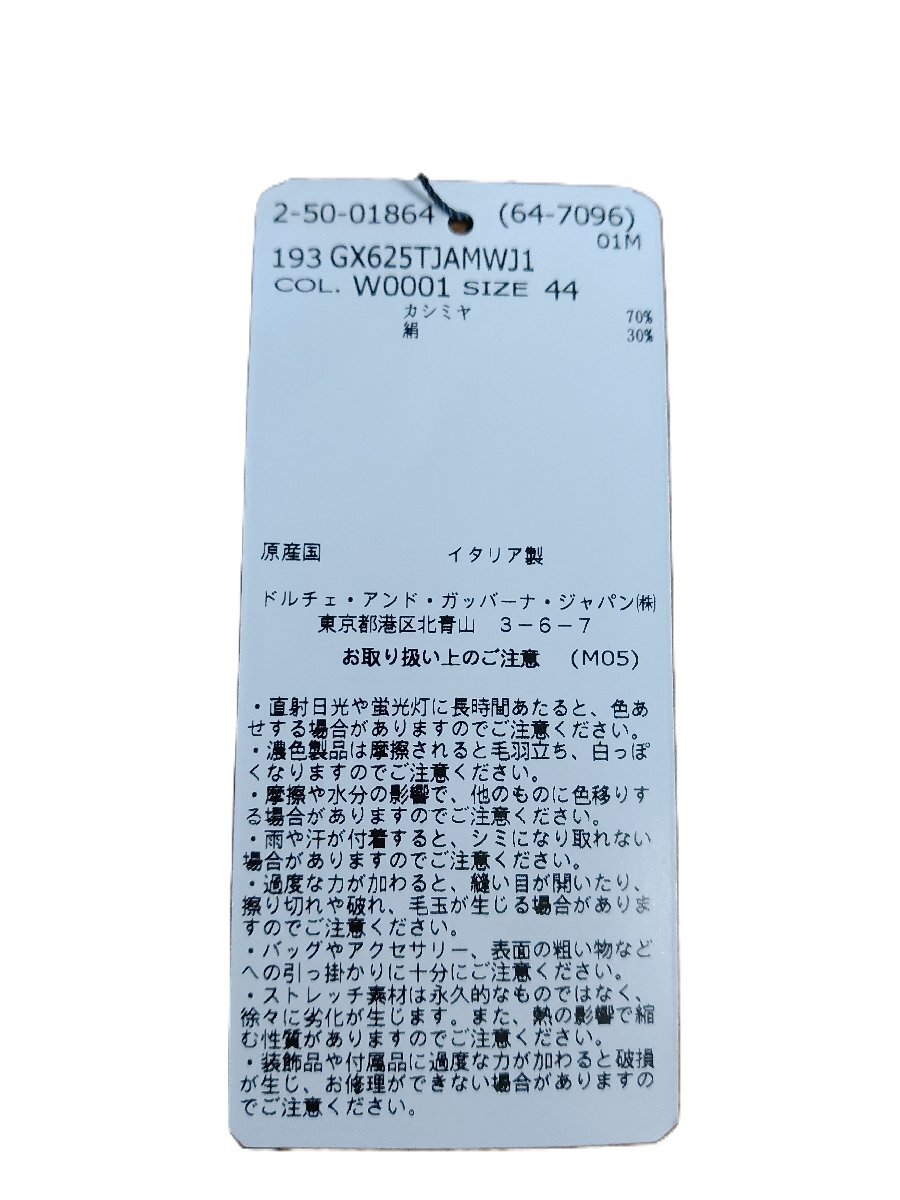 2-50-01864 (64-7096)
01M
193 GX625TJAMWJ1
COL. W0001 SIZE 44
カシミヤ 70%
絹 30%
原産国 イタリア製
ドルチェ・アンド・ガッバーナ・ジャパン㈱
東京都港区北青山 3-6-7
お取り扱い上のご注意 (M05)
・直射日光や蛍光灯に長時間あたると、色あ
せする場合がありますのでご注意ください。
・濃色製品は摩擦されると毛羽立ち、白っぽ
くなりますのでご注意ください。
・摩擦や水分の影響で、他のものに色移りす
る場合がありますのでご注意ください。
・雨や汗が付着すると、シミになり取れない
場合がありますのでご注意ください。
・過度な力が加わると、縫い目が開いたり、
擦り切れや破れ、毛玉が生じる場合がありま
すのでご注意ください。
・バッグやアクセサリー、表面の粗い物など
への引っ掛かりに十分にご注意ください。
・ストレッチ素材は永久的なものではなく、
徐々に劣化が生じます。また、熱の影響で縮
む性質がありますのでご注意ください。
・装飾品や付属品に過度な力が加わると破損
が生じ、お修理ができない場合がありますの
でご注意ください。